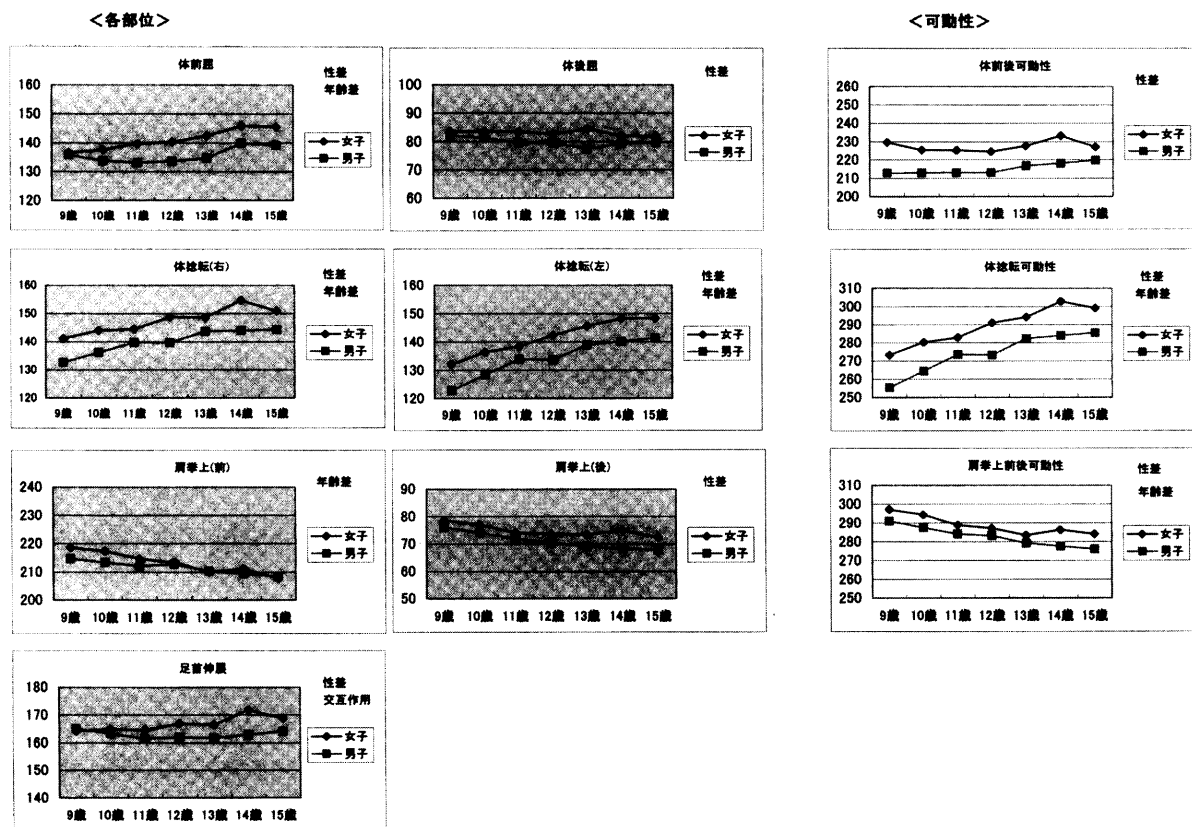 <各部位>
<可動性>
体前屈
性差
年齢差
160
150
140
130
120
9歳 10歳 11歳 12歳 13歳 14歳 15歳
女子
男子
体後屈
性差
100
90
80
70
60
9歳 10歳 11歳 12歳 13歳 14歳 15歳
女子
男子
体前後可動性
性差
260
250
240
230
220
210
200
9歳 10歳 11歳 12歳 13歳 14歳 15歳
女子
男子
体捻転(右)
性差
年齢差
160
150
140
130
120
9歳 10歳 11歳 12歳 13歳 14歳 15歳
女子
男子
体捻転(左)
性差
年齢差
160
150
140
130
120
9歳 10歳 11歳 12歳 13歳 14歳 15歳
女子
男子
体捻転可動性
性差
年齢差
310
300
290
280
270
260
250
9歳 10歳 11歳 12歳 13歳 14歳 15歳
女子
男子
肩挙上(前)
年齢差
240
230
220
210
200
9歳 10歳 11歳 12歳 13歳 14歳 15歳
女子
男子
肩挙上(後)
性差
90
80
70
60
50
9歳 10歳 11歳 12歳 13歳 14歳 15歳
女子
男子
肩挙上前後可動性
性差
年齢差
310
300
290
280
270
260
250
9歳 10歳 11歳 12歳 13歳 14歳 15歳
女子
男子
足首伸展
性差
交互作用
180
170
160
150
140
9歳 10歳 11歳 12歳 13歳 14歳 15歳
女子
男子